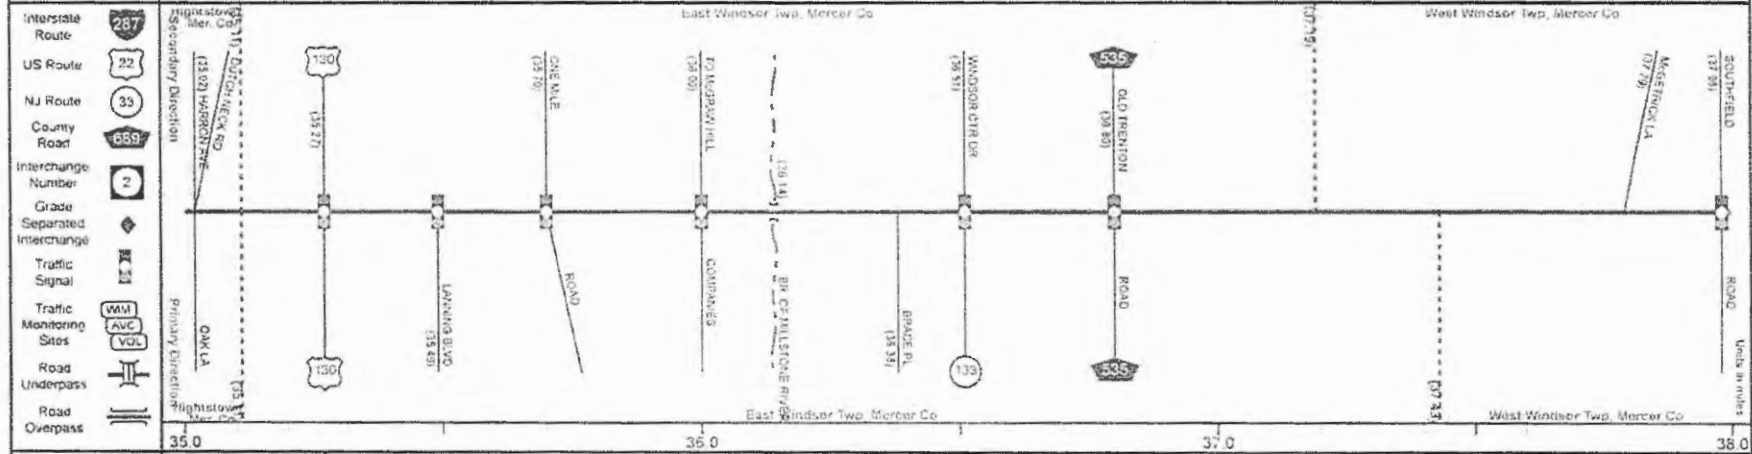 Interstate
Route
287
US Route
22
NJ Route
33
County
Road
689
Interchange
Number
2
Grade
Separated
Interchange
Traffic
Signal
Traffic
Monitoring
Sites
WIM
AVC
VOL
Road
Underpass
Road
Overpass
Secondary Direction
Primary Direction
Hightstown
Mer. Co
East Windsor Twp, Mercer Co
West Windsor Twp, Mercer Co
(35.02) HARRON AVE
DUTCH NECK RD
OAK LA
130
(35.27)
130
LANNING BLVD
(35.49)
ONE MILE
(35.70)
ROAD
TO McGRAW HILL
(36.00)
COMPANIES
(36.14)
BR. OF MILLSTONE RIVER
BRADE PL
(36.38)
WINDSOR CTR DR
(36.51)
133
535
OLD TRENTON
(36.80)
ROAD
535
McGETRICK LA
(37.79)
SOUTHFIELD
(37.98)
ROAD
Units in miles
Hightstown
Mer. Co
East Windsor Twp, Mercer Co
West Windsor Twp, Mercer Co
35.0
36.0
37.0
38.0